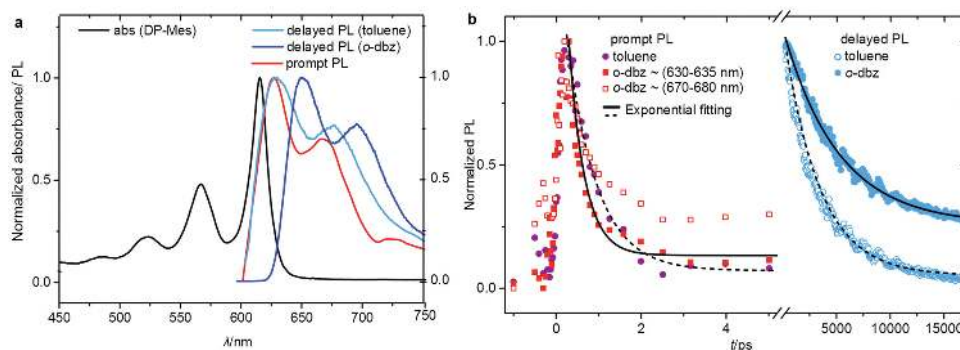 a
abs (DP-Mes)
delayed PL (toluene)
delayed PL (o-dbz)
prompt PL
Normalized absorbance/ PL
1.0
0.5
0.0
1.0
0.5
0.0
450 500 550 600 650 700 750
λ/nm
b
prompt PL
toluene
o-dbz ~ (630-635 nm)
o-dbz ~ (670-680 nm)
Exponential fitting
delayed PL
toluene
o-dbz
Normalized PL
1.0
0.5
0.0
0 2 4 5000 10000 15000
t/ps